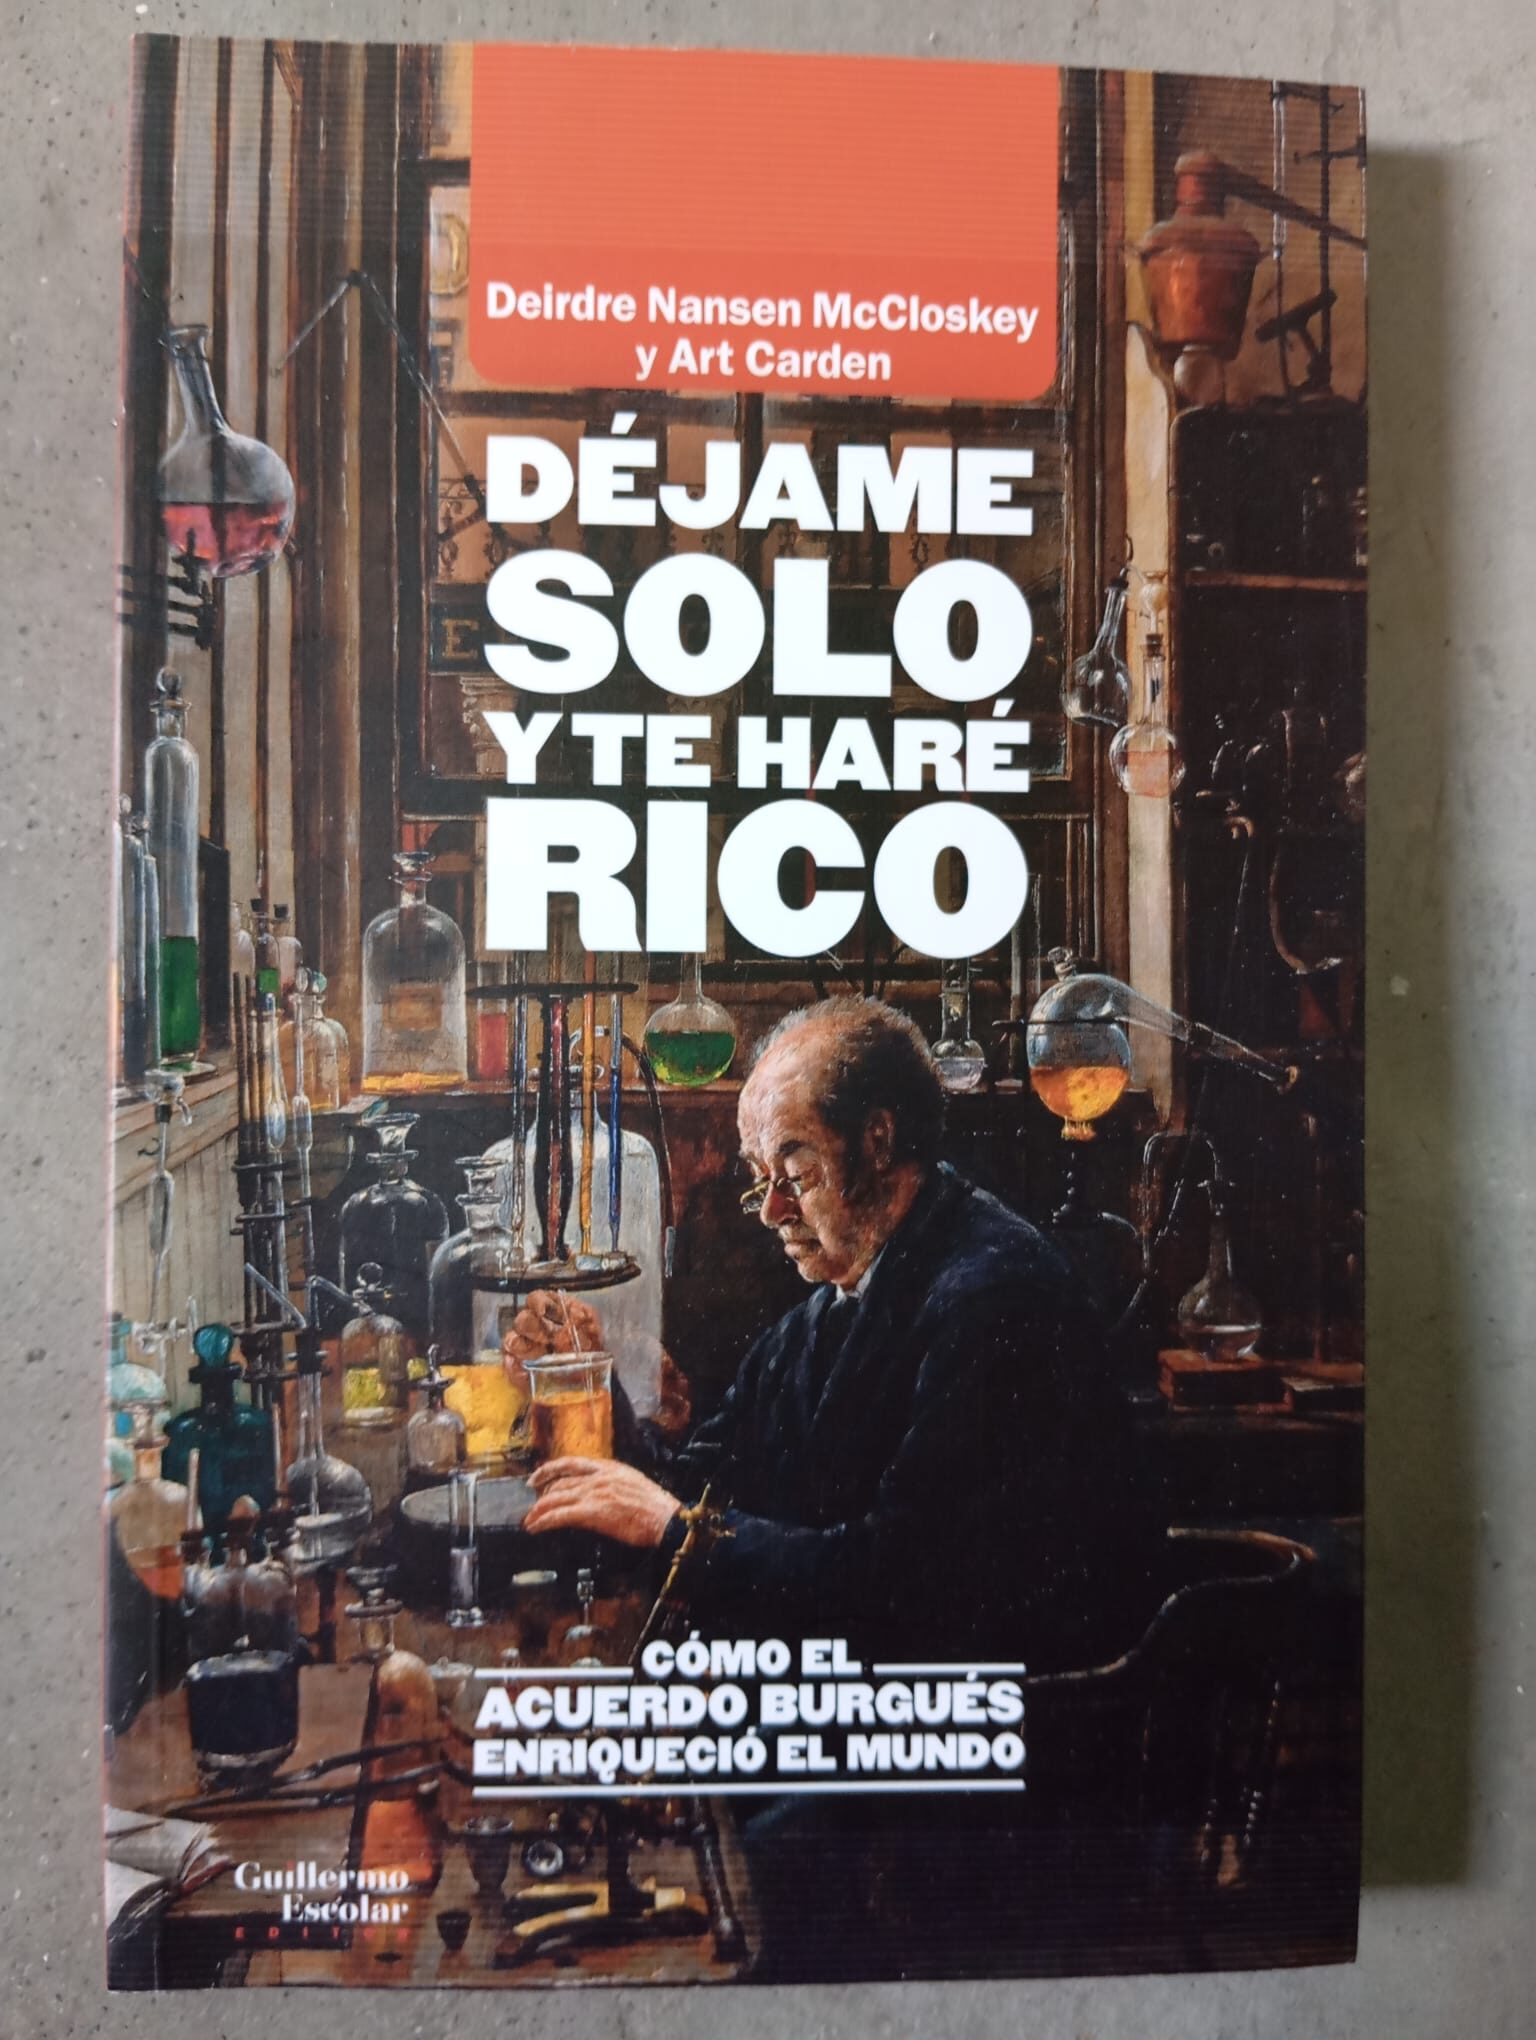 Deirdre Nansen McCloskey
y Art Carden
DÉJAME
SOLO
Y TE HARÉ
RICO
CÓMO EL
ACUERDO BURGUÉS
ENRIQUECIÓ EL MUNDO
Guillermo
Escolar
EDITOR